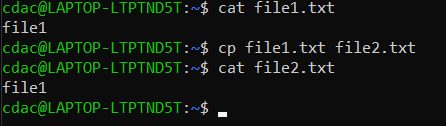 cdac@LAPTOP-LTPTND5T:~$ cat file1.txt
file1
cdac@LAPTOP-LTPTND5T:~$ cp file1.txt file2.txt
cdac@LAPTOP-LTPTND5T:~$ cat file2.txt
file1
cdac@LAPTOP-LTPTND5T:~$